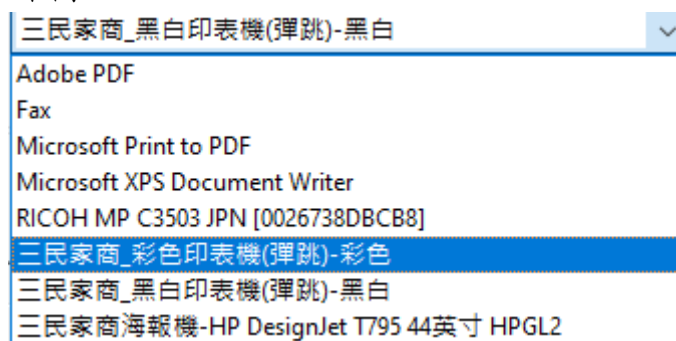 三民家商_黑白印表機(彈跳)-黑白
Adobe PDF
Fax
Microsoft Print to PDF
Microsoft XPS Document Writer
RICOH MP C3503 JPN [0026738DBCB8]
三民家商_彩色印表機(彈跳)-彩色
三民家商_黑白印表機(彈跳)-黑白
三民家商海報機-HP DesignJet T795 44英寸 HPGL2